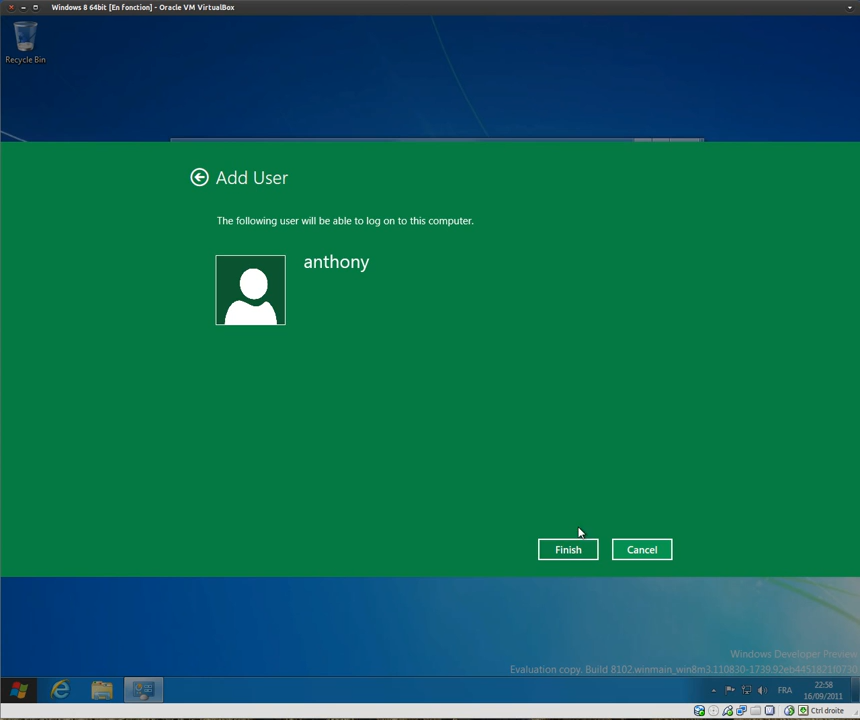 Windows 8 64bit [En fonction] - Oracle VM VirtualBox
Recycle Bin
Add User
The following user will be able to log on to this computer.
anthony
Finish
Cancel
Windows Developer Preview
Evaluation copy. Build 8102.winmain_win8m3.110830-1739.92eb4451821f0730
FRA
22:58
16/09/2011
Ctrl droite